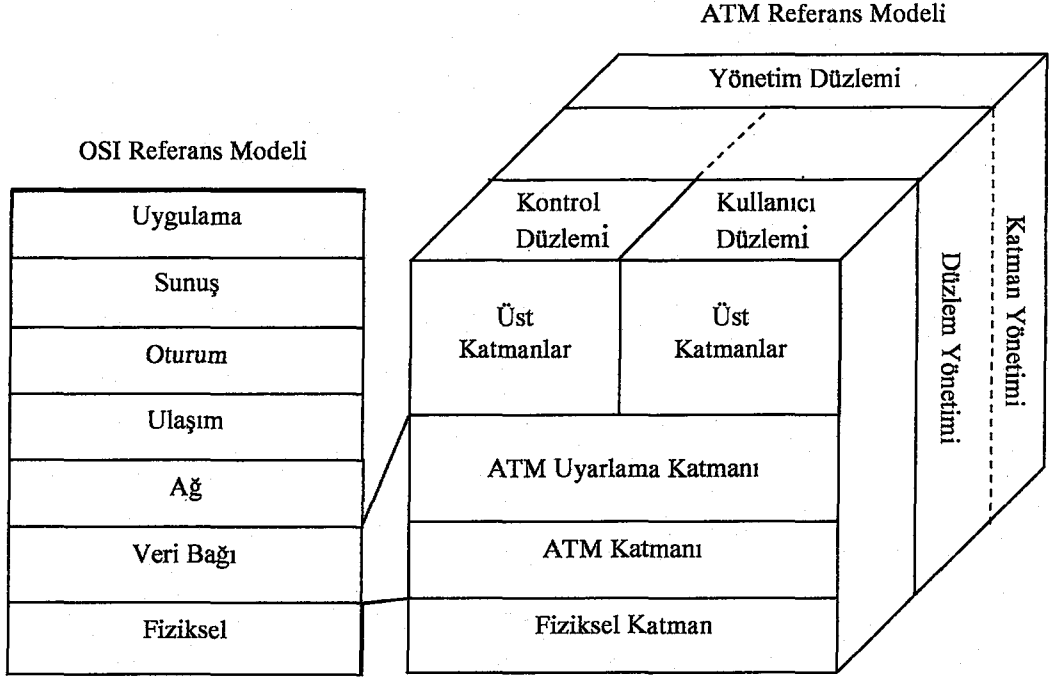 ATM Referans Modeli
Yönetim Düzlemi
OSI Referans Modeli
Uygulama
Sunuş
Oturum
Ulaşım
Ağ
Veri Bağı
Fiziksel
Kontrol
Düzlemi
Kullanıcı
Düzlemi
Üst
Katmanlar
Üst
Katmanlar
ATM Uyarlama Katmanı
ATM Katmanı
Fiziksel Katman
Düzlem Yönetimi
Katman Yönetimi